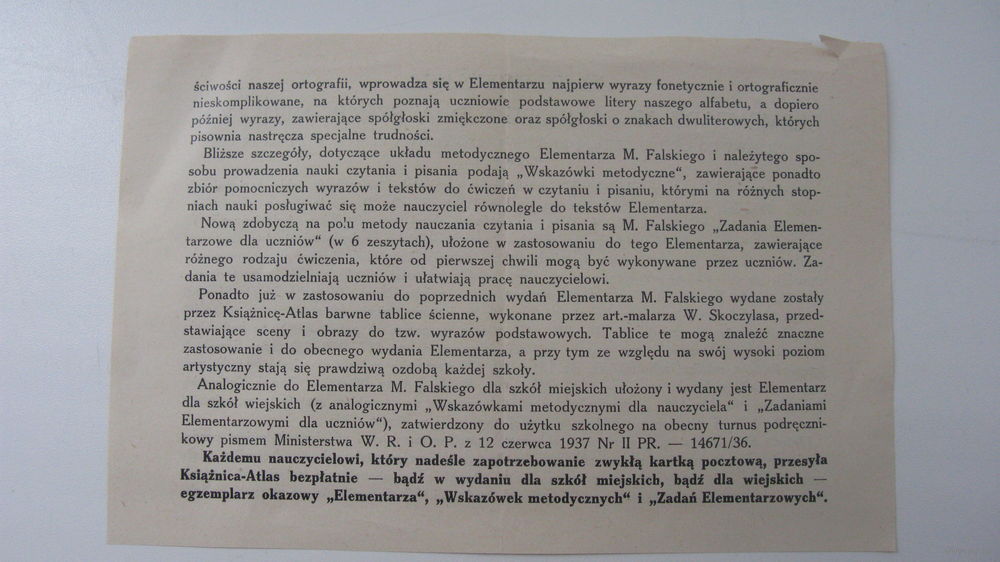 ściwości naszej ortografii, wprowadza się w Elementarzu najpierw wyrazy fonetycznie i ortograficznie
nieskomplikowane, na których poznają uczniowie podstawowe litery naszego alfabetu, a dopiero
później wyrazy, zawierające spółgłoski zmiękczone oraz spółgłoski o znakach dwuliterowych, których
pisownia nastręcza specjalne trudności.
Bliższe szczegóły, dotyczące układu metodycznego Elementarza M. Falskiego i należytego spo-
sobu prowadzenia nauki czytania i pisania podają „Wskazówki metodyczne“, zawierające ponadto
zbiór pomocniczych wyrazów i tekstów do ćwiczeń w czytaniu i pisaniu, którymi na różnych stop-
niach nauki posługiwać się może nauczyciel równolegle do tekstów Elementarza.
Nową zdobyczą na polu metody nauczania czytania i pisania są M. Falskiego „Zadania Elemen-
tarzowe dla uczniów“ (w 6 zeszytach), ułożone w zastosowaniu do tego Elementarza, zawierające
różnego rodzaju ćwiczenia, które od pierwszej chwili mogą być wykonywane przez uczniów. Za-
dania te usamodzielniają uczniów i ułatwiają pracę nauczycielowi.
Ponadto już w zastosowaniu do poprzednich wydań Elementarza M. Falskiego wydane zostały
przez Książnicę-Atlas barwne tablice ścienne, wykonane przez art.-malarza W. Skoczylasa, przed-
stawiające sceny i obrazy do tzw. wyrazów podstawowych. Tablice te mogą znaleźć znaczne
zastosowanie i do obecnego wydania Elementarza, a przy tym ze względu na swój wysoki poziom
artystyczny stają się prawdziwą ozdobą każdej szkoły.
Analogicznie do Elementarza M. Falskiego dla szkół miejskich ułożony i wydany jest Elementarz
dla szkół wiejskich (z analogicznymi „Wskazówkami metodycznymi dla nauczyciela“ i „Zadaniami
Elementarzowymi dla uczniów“), zatwierdzony do użytku szkolnego na obecny turnus podręczni-
kowy pismem Ministerstwa W. R. i O. P. z 12 czerwca 1937 Nr II PR. — 14671/36.
Każdemu nauczycielowi, który nadeśle zapotrzebowanie zwykłą kartką pocztową, przesyła
Książnica-Atlas bezpłatnie — bądź w wydaniu dla szkół miejskich, bądź dla wiejskich —
egzemplarz okazowy „Elementarza“, „Wskazówek metodycznych“ i „Zadań Elementarzowych“.